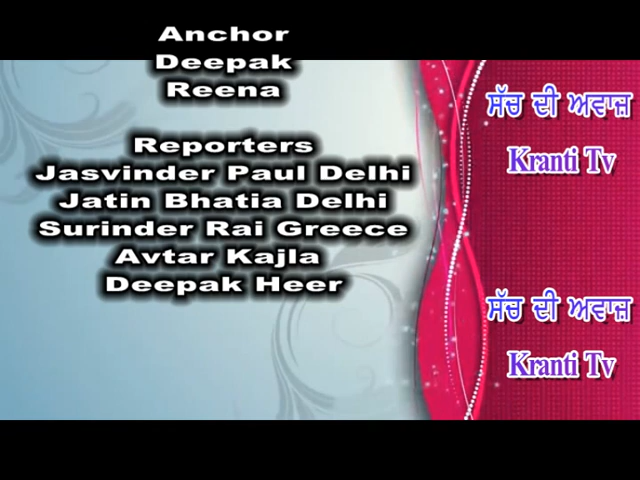 Anchor
Deepak
Reena
Reporters
Jasvinder Paul Delhi
Jatin Bhatia Delhi
Surinder Rai Greece
Avtar Kajla
Deepak Heer
ਸੱਚ ਦੀ ਅਵਾਜ਼
Kranti Tv
ਸੱਚ ਦੀ ਅਵਾਜ਼
Kranti Tv